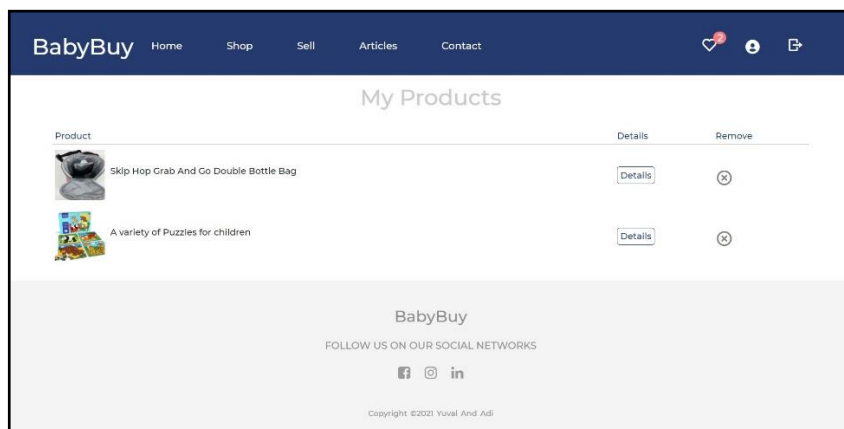 BabyBuy Home Shop Sell Articles Contact 2
My Products
Product Details Remove
Skip Hop Grab And Go Double Bottle Bag Details
A variety of Puzzles for children Details
BabyBuy
FOLLOW US ON OUR SOCIAL NETWORKS
Copyright ©2021 Yuval And Adi